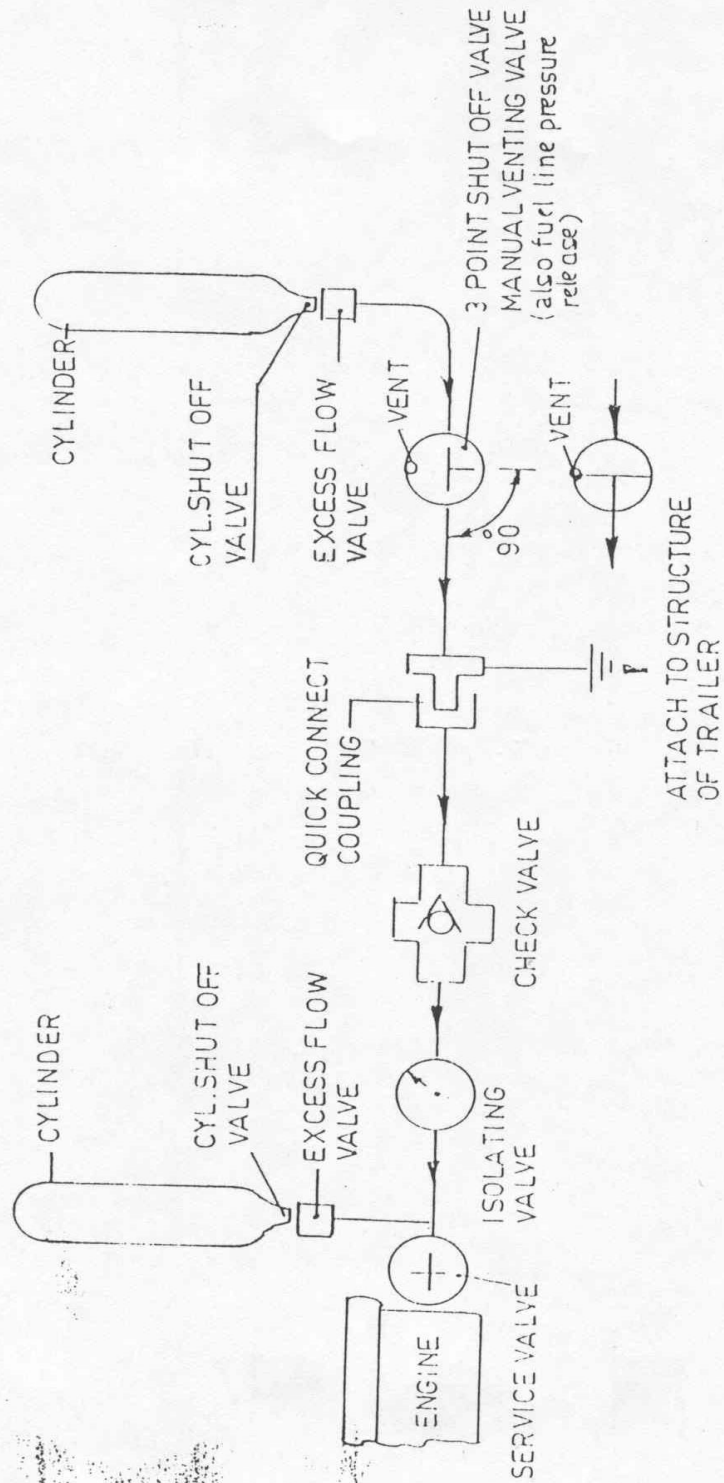 CYLINDER
CYL.SHUT OFF
VALVE
EXCESS FLOW
VALVE
ENGINE
SERVICE VALVE
ISOLATING
VALVE
CHECK VALVE
QUICK CONNECT
COUPLING
ATTACH TO STRUCTURE
OF TRAILER
CYLINDER
CYL.SHUT OFF
VALVE
EXCESS FLOW
VALVE
VENT
90°
3 POINT SHUT OFF VALVE
MANUAL VENTING VALVE
(also fuel line pressure
release)
VENT